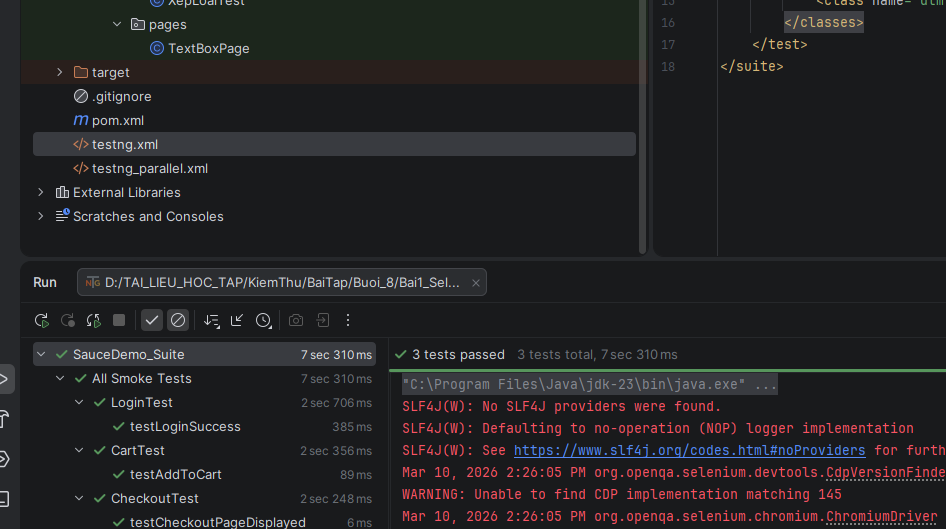 XepLoaiTest
pages
TextBoxPage
target
.gitignore
pom.xml
testng.xml
testng_parallel.xml
External Libraries
Scratches and Consoles
15 <class name="
16 </classes>
17 </test>
18 </suite>
Run D:/TAI_LIEU_HOC_TAP/KiemThu/BaiTap/Buoi_8/Bai1_Sel...
SauceDemo_Suite 7 sec 310 ms
All Smoke Tests 7 sec 310 ms
LoginTest 2 sec 706 ms
testLoginSuccess 385 ms
CartTest 2 sec 356 ms
testAddToCart 89 ms
CheckoutTest 2 sec 248 ms
testCheckoutPageDisplayed 6 ms
3 tests passed 3 tests total, 7 sec 310 ms
"C:\Program Files\Java\jdk-23\bin\java.exe" ...
SLF4J(W): No SLF4J providers were found.
SLF4J(W): Defaulting to no-operation (NOP) logger implementation
SLF4J(W): See https://www.slf4j.org/codes.html#noProviders for furth
Mar 10, 2026 2:26:05 PM org.openqa.selenium.devtools.CdpVersionFinde
WARNING: Unable to find CDP implementation matching 145
Mar 10, 2026 2:26:05 PM org.openqa.selenium.chromium.ChromiumDriver